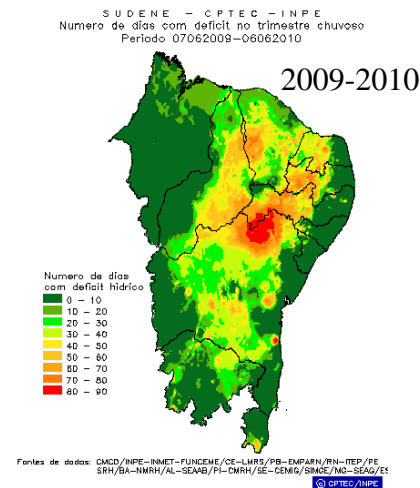 SUDENE - CPTEC - INPE
Numero de dias com deficit no trimestre chuvoso
Periodo 07062009-06062010
2009-2010
Numero de dias
com deficit hidrico
0 - 10
10 - 20
20 - 30
30 - 40
40 - 50
50 - 60
60 - 70
70 - 80
80 - 90
Fontes de dados: CMCD/INPE-INMET-FUNCEME/CE-LMRS/PB-EMPARN/RN-ITEP/PE
SRH/BA-NMRH/AL-SEAAB/PI-CMRH/SE-CEMIG/SIMGE/MG-SEAG/ES
© CPTEC/INPE